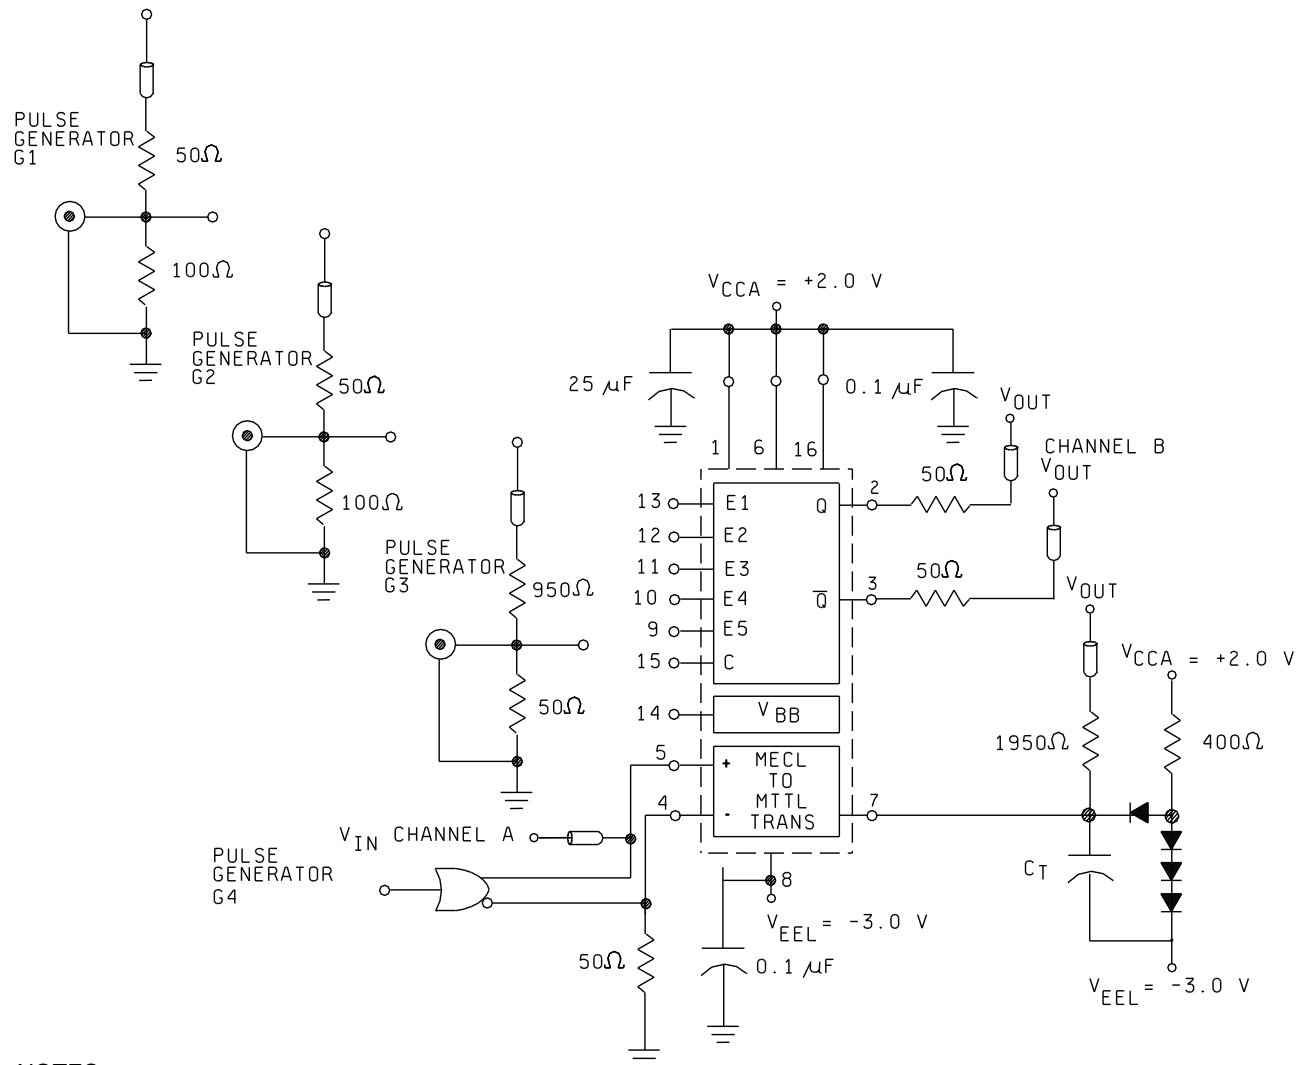 PULSE
GENERATOR
G1
50Ω
100Ω
PULSE
GENERATOR
G2
50Ω
100Ω
PULSE
GENERATOR
G3
950Ω
50Ω
VCCA = +2.0 V
25 µF
0.1 µF
1
6
16
VOUT
CHANNEL B
VOUT
50Ω
2
13
E1
Q
12
E2
11
E3
10
E4
Q̅
3
50Ω
9
E5
15
C
14
VBB
VOUT
VCCA = +2.0 V
1950Ω
400Ω
5
+
MECL
TO
MTTL
TRANS
4
-
7
VIN CHANNEL A
PULSE
GENERATOR
G4
8
VEEL = -3.0 V
CT
50Ω
0.1 µF
VEEL = -3.0 V